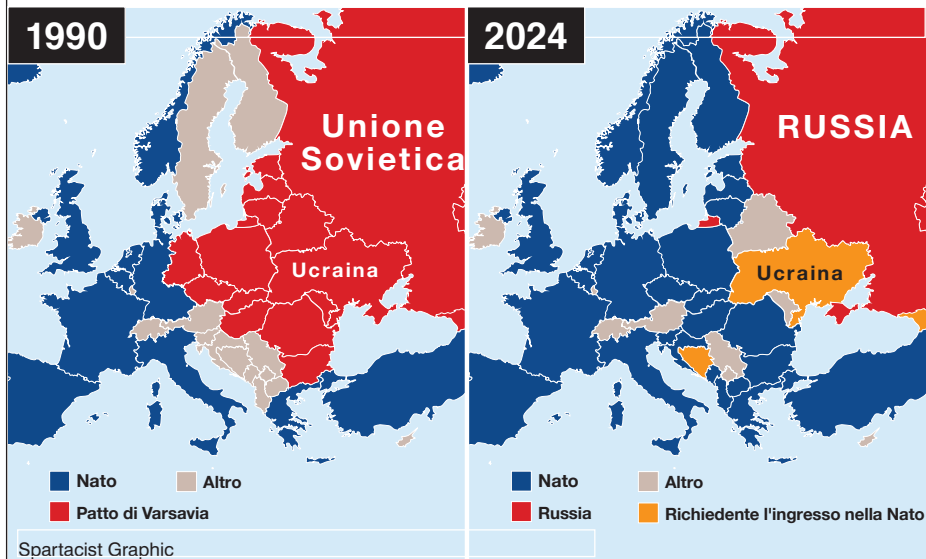 1990
Unione
Sovietica
Ucraina
Nato
Altro
Patto di Varsavia
Spartacist Graphic
2024
RUSSIA
Ucraina
Nato
Altro
Russia
Richiedente l'ingresso nella Nato